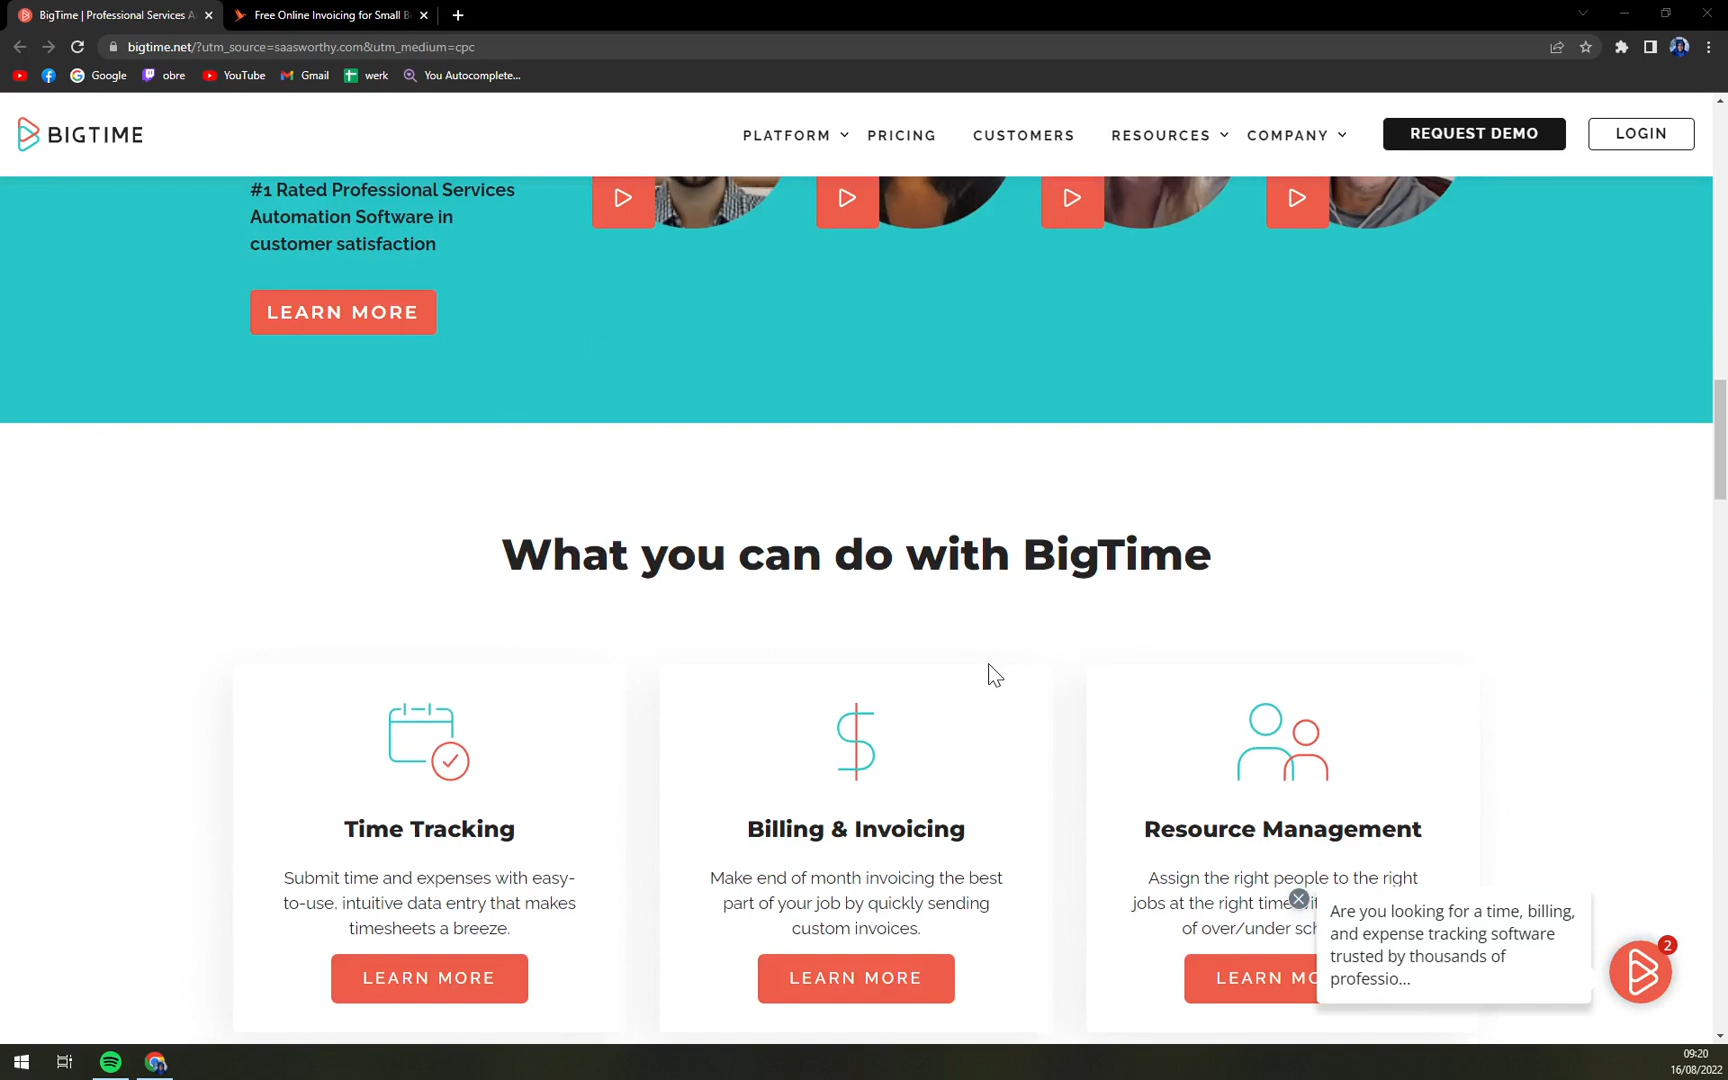 BigTime | Professional Services A
Free Online Invoicing for Small B
bigtime.net/?utm_source=saasworthy.com&utm_medium=cpc
Google
obre
YouTube
Gmail
werk
You Autocomplete...
BIGTIME
PLATFORM
PRICING
CUSTOMERS
RESOURCES
COMPANY
REQUEST DEMO
LOGIN
#1 Rated Professional Services
Automation Software in
customer satisfaction
LEARN MORE
What you can do with BigTime
Time Tracking
Submit time and expenses with easy-
to-use, intuitive data entry that makes
timesheets a breeze.
LEARN MORE
Billing & Invoicing
Make end of month invoicing the best
part of your job by quickly sending
custom invoices.
LEARN MORE
Resource Management
Assign the right people to the right
jobs at the right time
of over/under
LEARN MO
Are you looking for a time, billing,
and expense tracking software
trusted by thousands of
professio...
2
09:20
16/08/2022